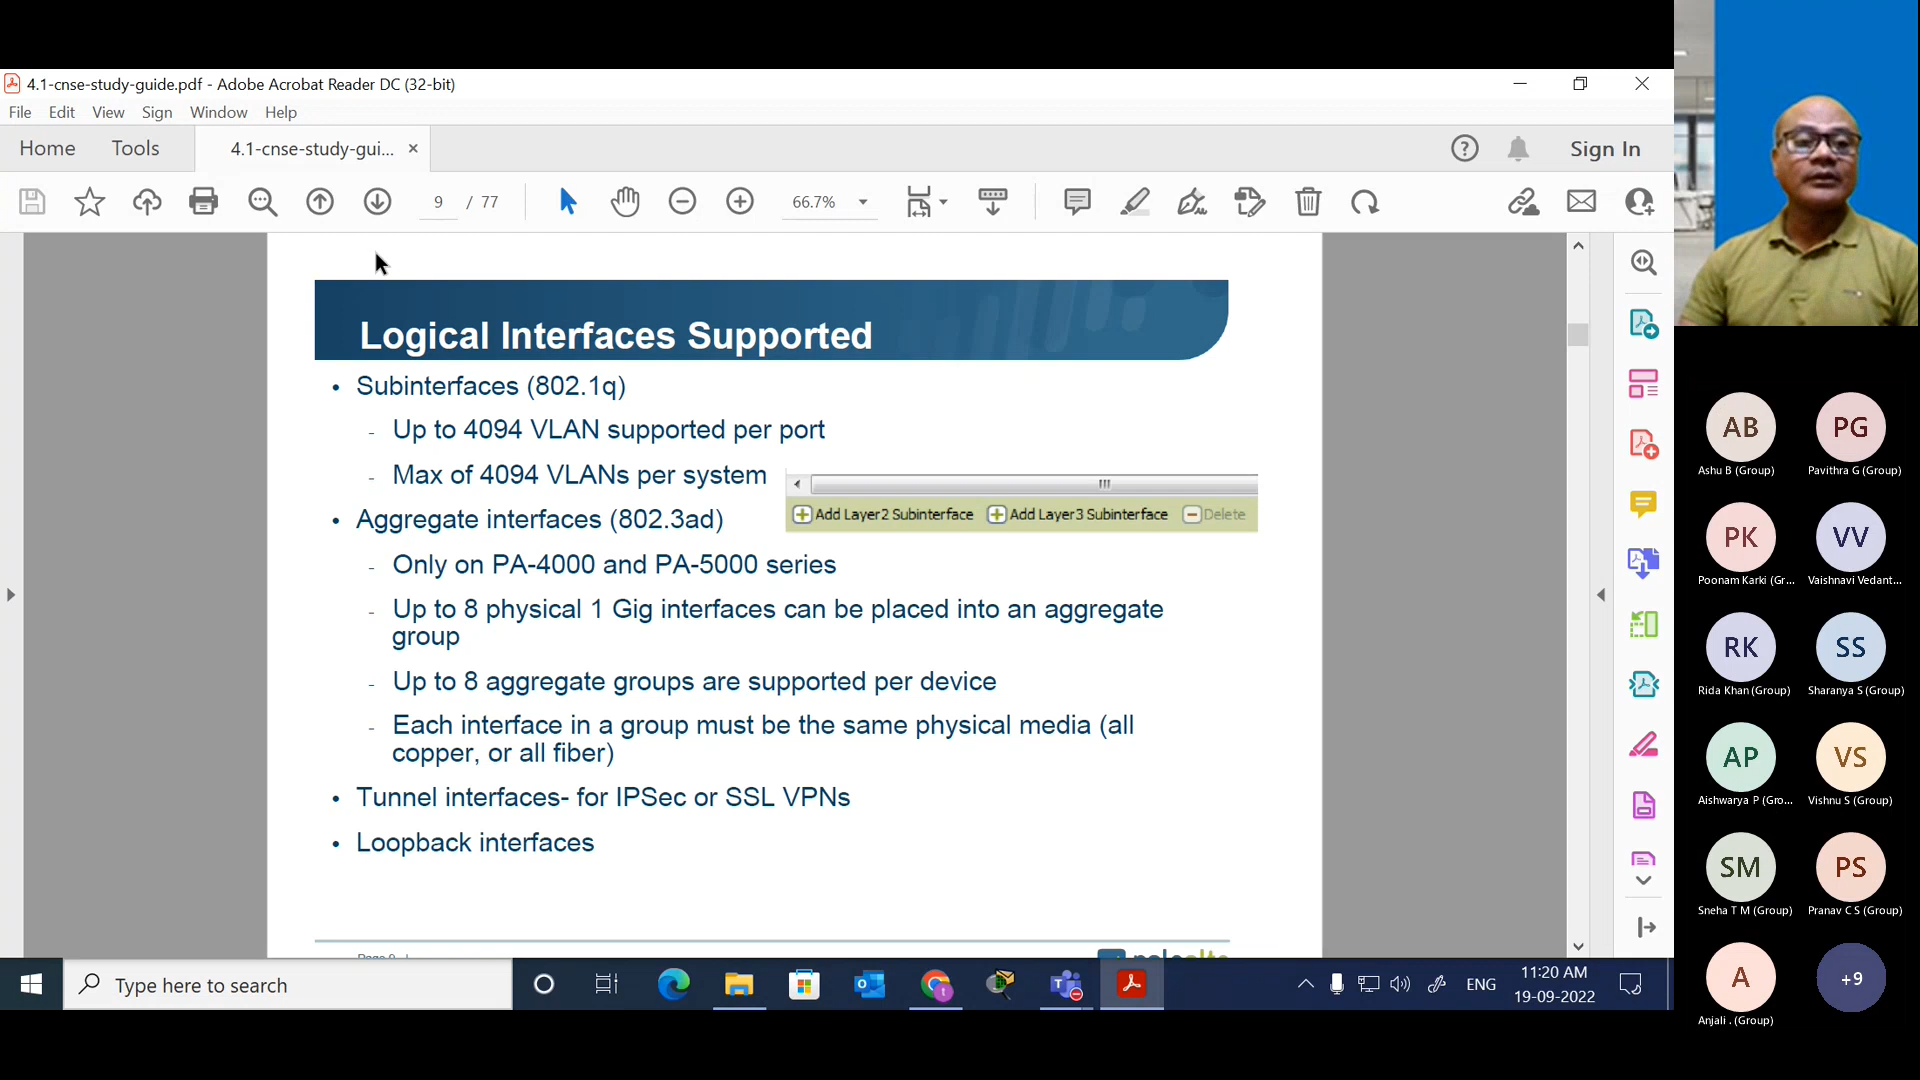 4.1-cnse-study-guide.pdf - Adobe Acrobat Reader DC (32-bit)
File Edit View Sign Window Help
Home Tools 4.1-cnse-study-gui... × Sign In
9 / 77 66.7%
Logical Interfaces Supported
• Subinterfaces (802.1q)
- Up to 4094 VLAN supported per port
- Max of 4094 VLANs per system
Add Layer2 Subinterface Add Layer3 Subinterface Delete
• Aggregate interfaces (802.3ad)
- Only on PA-4000 and PA-5000 series
- Up to 8 physical 1 Gig interfaces can be placed into an aggregate
group
- Up to 8 aggregate groups are supported per device
- Each interface in a group must be the same physical media (all
copper, or all fiber)
• Tunnel interfaces- for IPSec or SSL VPNs
• Loopback interfaces
Type here to search
ENG
11:20 AM
19-09-2022
AB PG
Ashu B (Group) Pavithra G (Group)
PK VV
Poonam Karki (Gr... Vaishnavi Vedant...
RK SS
Rida Khan (Group) Sharanya S (Group)
AP VS
Aishwarya P (Gro... Vishnu S (Group)
SM PS
Sneha T M (Group) Pranav C S (Group)
A +9
Anjali . (Group)